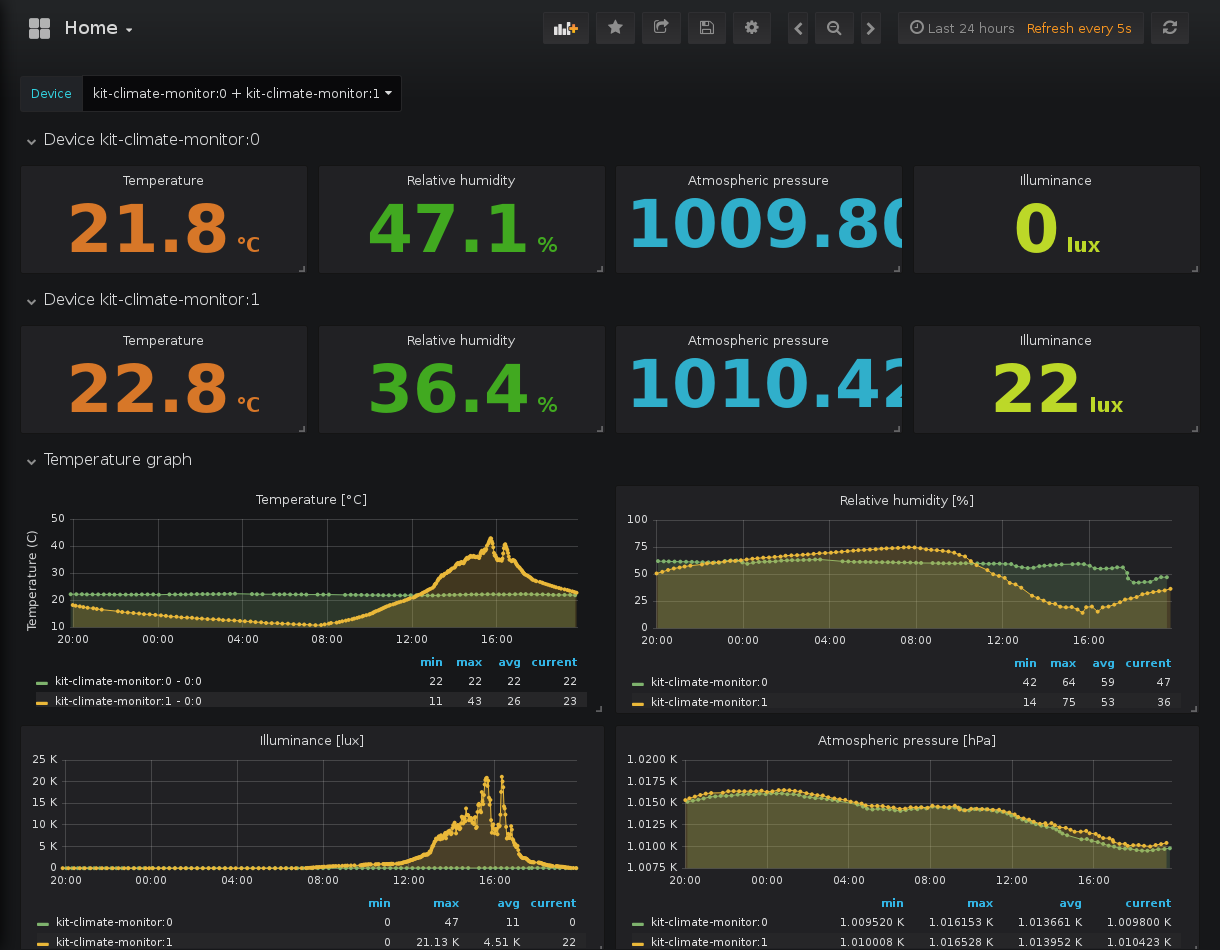 Home
Last 24 hours Refresh every 5s
Device kit-climate-monitor:0 + kit-climate-monitor:1
Device kit-climate-monitor:0
Temperature Relative humidity Atmospheric pressure Illuminance
21.8 °C 47.1 % 1009.80 0 lux
Device kit-climate-monitor:1
Temperature Relative humidity Atmospheric pressure Illuminance
22.8 °C 36.4 % 1010.42 22 lux
Temperature graph
Temperature [°C]
Temperature (C)
50
40
30
20
10
20:00 00:00 04:00 08:00 12:00 16:00
min max avg current
kit-climate-monitor:0 - 0:0 22 22 22 22
kit-climate-monitor:1 - 0:0 11 43 26 23
Relative humidity [%]
100
75
50
25
0
20:00 00:00 04:00 08:00 12:00 16:00
min max avg current
kit-climate-monitor:0 42 64 59 47
kit-climate-monitor:1 14 75 53 36
Illuminance [lux]
25 K
20 K
15 K
10 K
5 K
0
20:00 00:00 04:00 08:00 12:00 16:00
min max avg current
kit-climate-monitor:0 0 47 11 0
kit-climate-monitor:1 0 21.13 K 4.51 K 22
Atmospheric pressure [hPa]
1.0200 K
1.0175 K
1.0150 K
1.0125 K
1.0100 K
1.0075 K
20:00 00:00 04:00 08:00 12:00 16:00
min max avg current
kit-climate-monitor:0 1.009520 K 1.016153 K 1.013661 K 1.009800 K
kit-climate-monitor:1 1.010008 K 1.016528 K 1.013952 K 1.010423 K